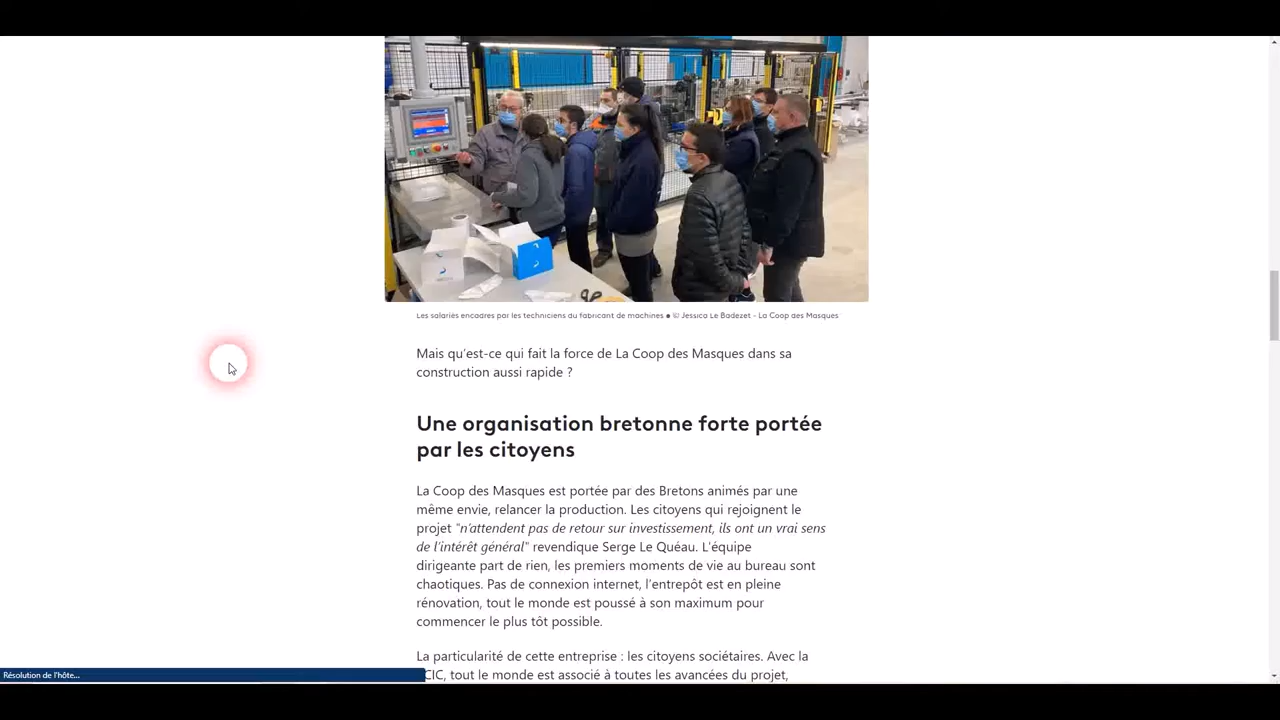 Les salariés encadrés par les techniciens du fabricant de machines ● © Jessica Le Badezet - La Coop des Masques
Mais qu'est-ce qui fait la force de La Coop des Masques dans sa
construction aussi rapide ?
Une organisation bretonne forte portée
par les citoyens
La Coop des Masques est portée par des Bretons animés par une
même envie, relancer la production. Les citoyens qui rejoignent le
projet "n'attendent pas de retour sur investissement, ils ont un vrai sens
de l'intérêt général" revendique Serge Le Quéau. L'équipe
dirigeante part de rien, les premiers moments de vie au bureau sont
chaotiques. Pas de connexion internet, l'entrepôt est en pleine
rénovation, tout le monde est poussé à son maximum pour
commencer le plus tôt possible.
La particularité de cette entreprise : les citoyens sociétaires. Avec la
CIC, tout le monde est associé à toutes les avancées du projet,
Résolution de l'hôte...